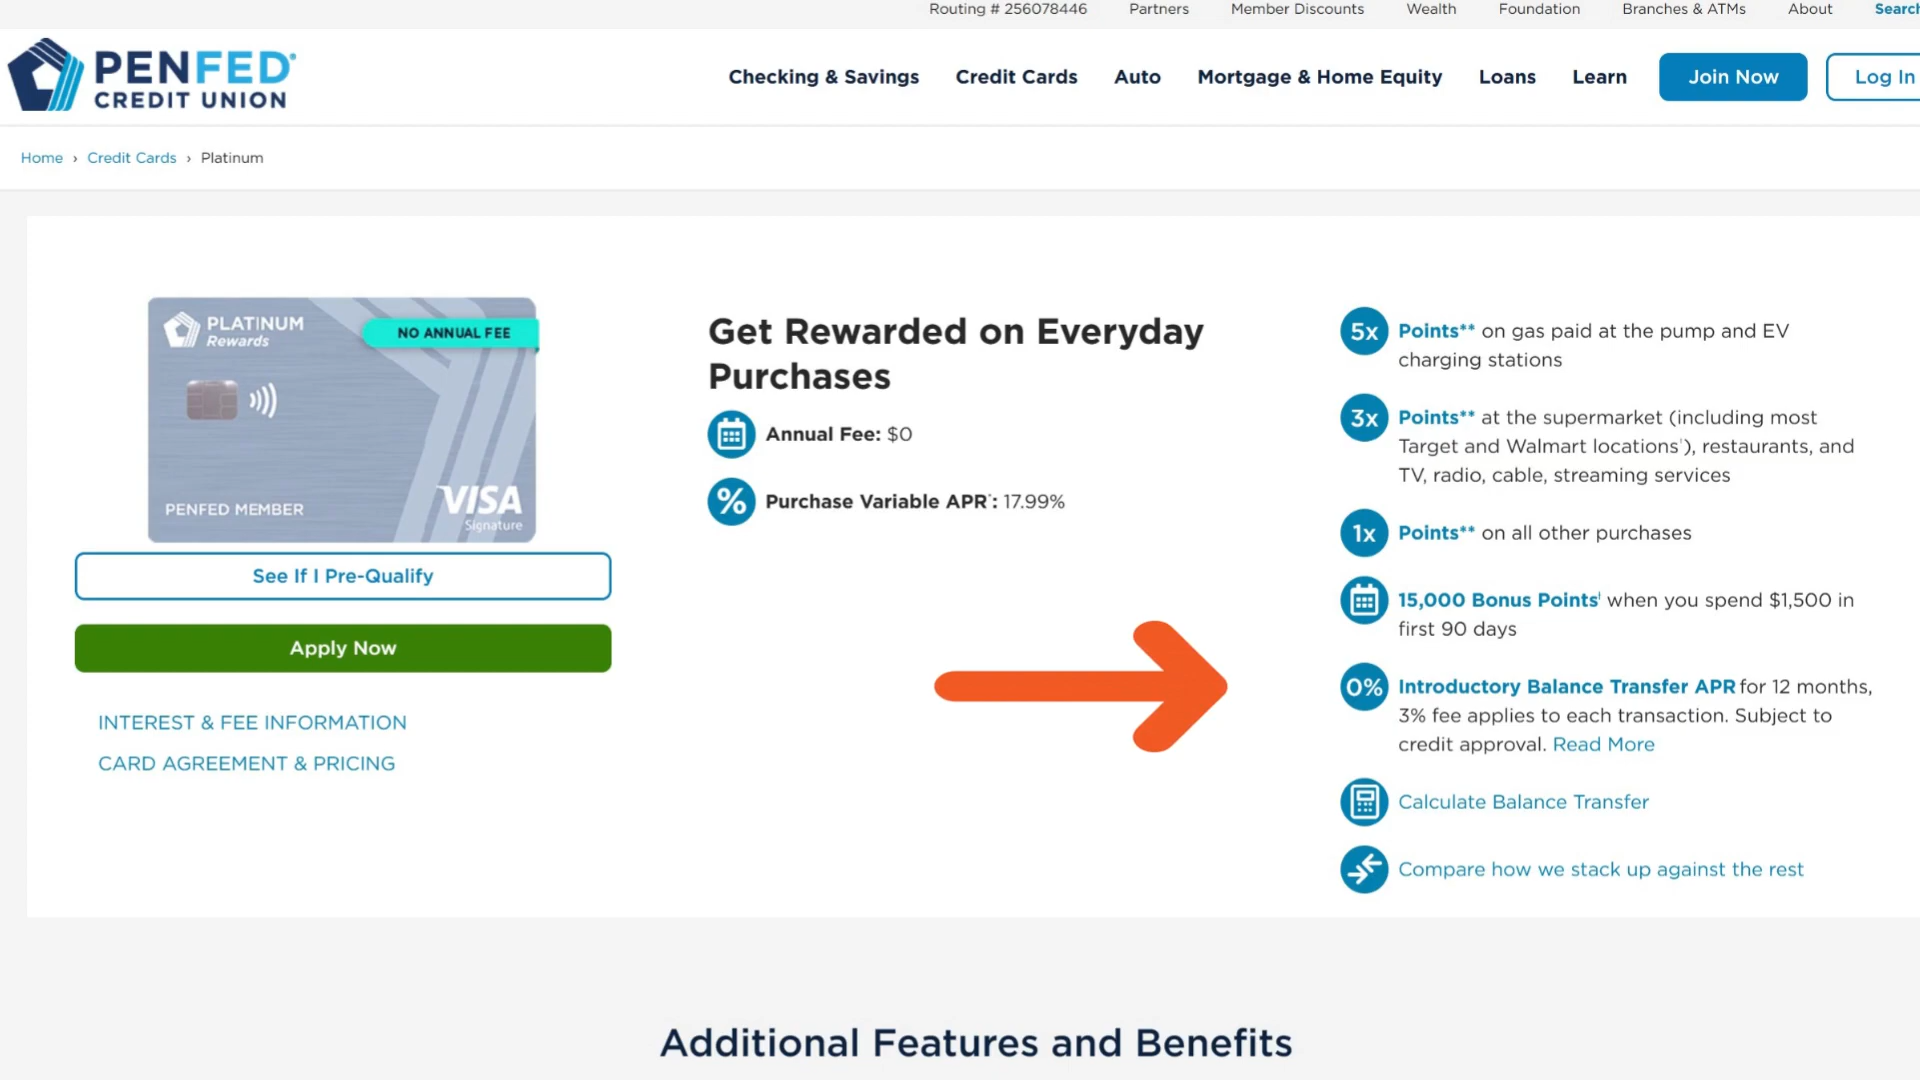 Routing # 256078446 Partners Member Discounts Wealth Foundation Branches & ATMs About Search
PENFED
CREDIT UNION
Checking & Savings Credit Cards Auto Mortgage & Home Equity Loans Learn Join Now Log In
Home › Credit Cards › Platinum
PLATINUM
Rewards
NO ANNUAL FEE
PENFED MEMBER
VISA
Signature
See If I Pre-Qualify
Apply Now
INTEREST & FEE INFORMATION
CARD AGREEMENT & PRICING
Get Rewarded on Everyday
Purchases
Annual Fee: $0
% Purchase Variable APR*: 17.99%
5x Points** on gas paid at the pump and EV
charging stations
3x Points** at the supermarket (including most
Target and Walmart locations¹), restaurants, and
TV, radio, cable, streaming services
1x Points** on all other purchases
15,000 Bonus Points¹ when you spend $1,500 in
first 90 days
0% Introductory Balance Transfer APR for 12 months,
3% fee applies to each transaction. Subject to
credit approval. Read More
Calculate Balance Transfer
Compare how we stack up against the rest
Additional Features and Benefits